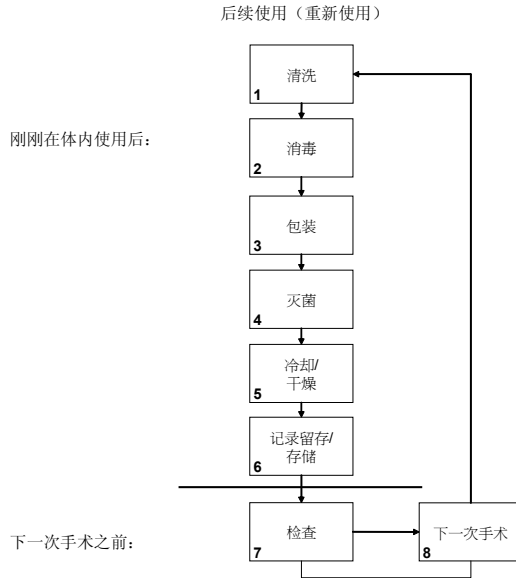 后续使用（重新使用）
清洗
1
刚刚在体内使用后：
消毒
2
包装
3
灭菌
4
冷却/
干燥
5
记录留存/
存储
6
下一次手术之前：
检查
7
下一次手术
8